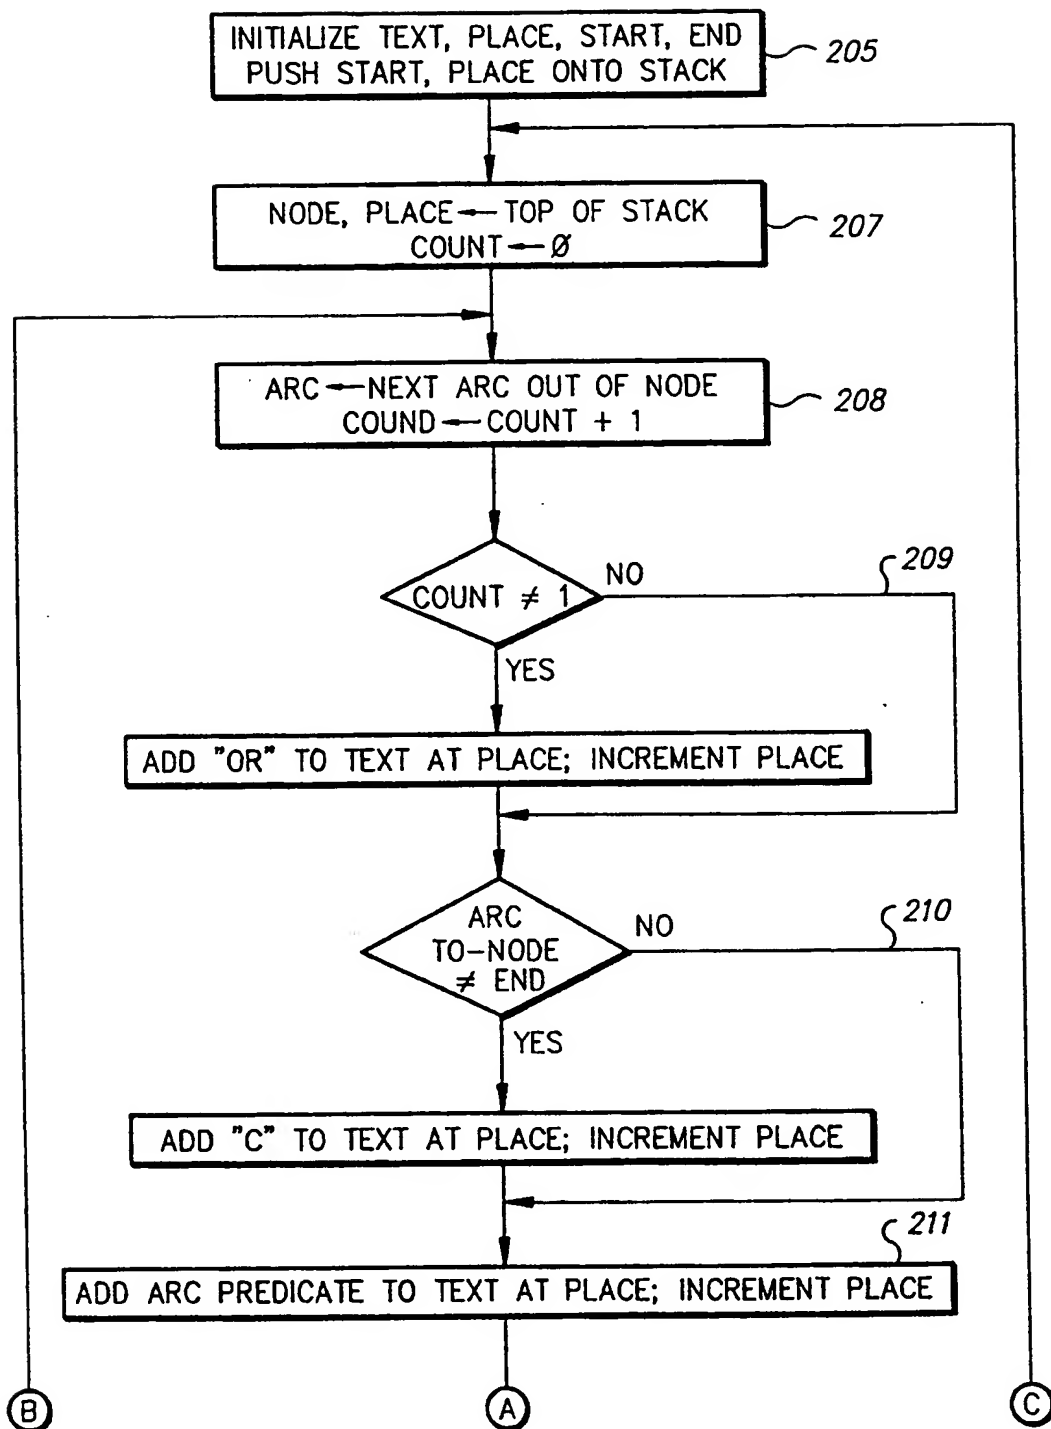 INITIALIZE TEXT, PLACE, START, END
PUSH START, PLACE ONTO STACK
205
NODE, PLACE←TOP OF STACK
COUNT←Ø
207
ARC←NEXT ARC OUT OF NODE
COUND←COUNT + 1
208
COUNT ≠ 1
NO
209
YES
ADD "OR" TO TEXT AT PLACE; INCREMENT PLACE
ARC
TO-NODE
≠ END
NO
210
YES
ADD "C" TO TEXT AT PLACE; INCREMENT PLACE
211
ADD ARC PREDICATE TO TEXT AT PLACE; INCREMENT PLACE
B
A
C